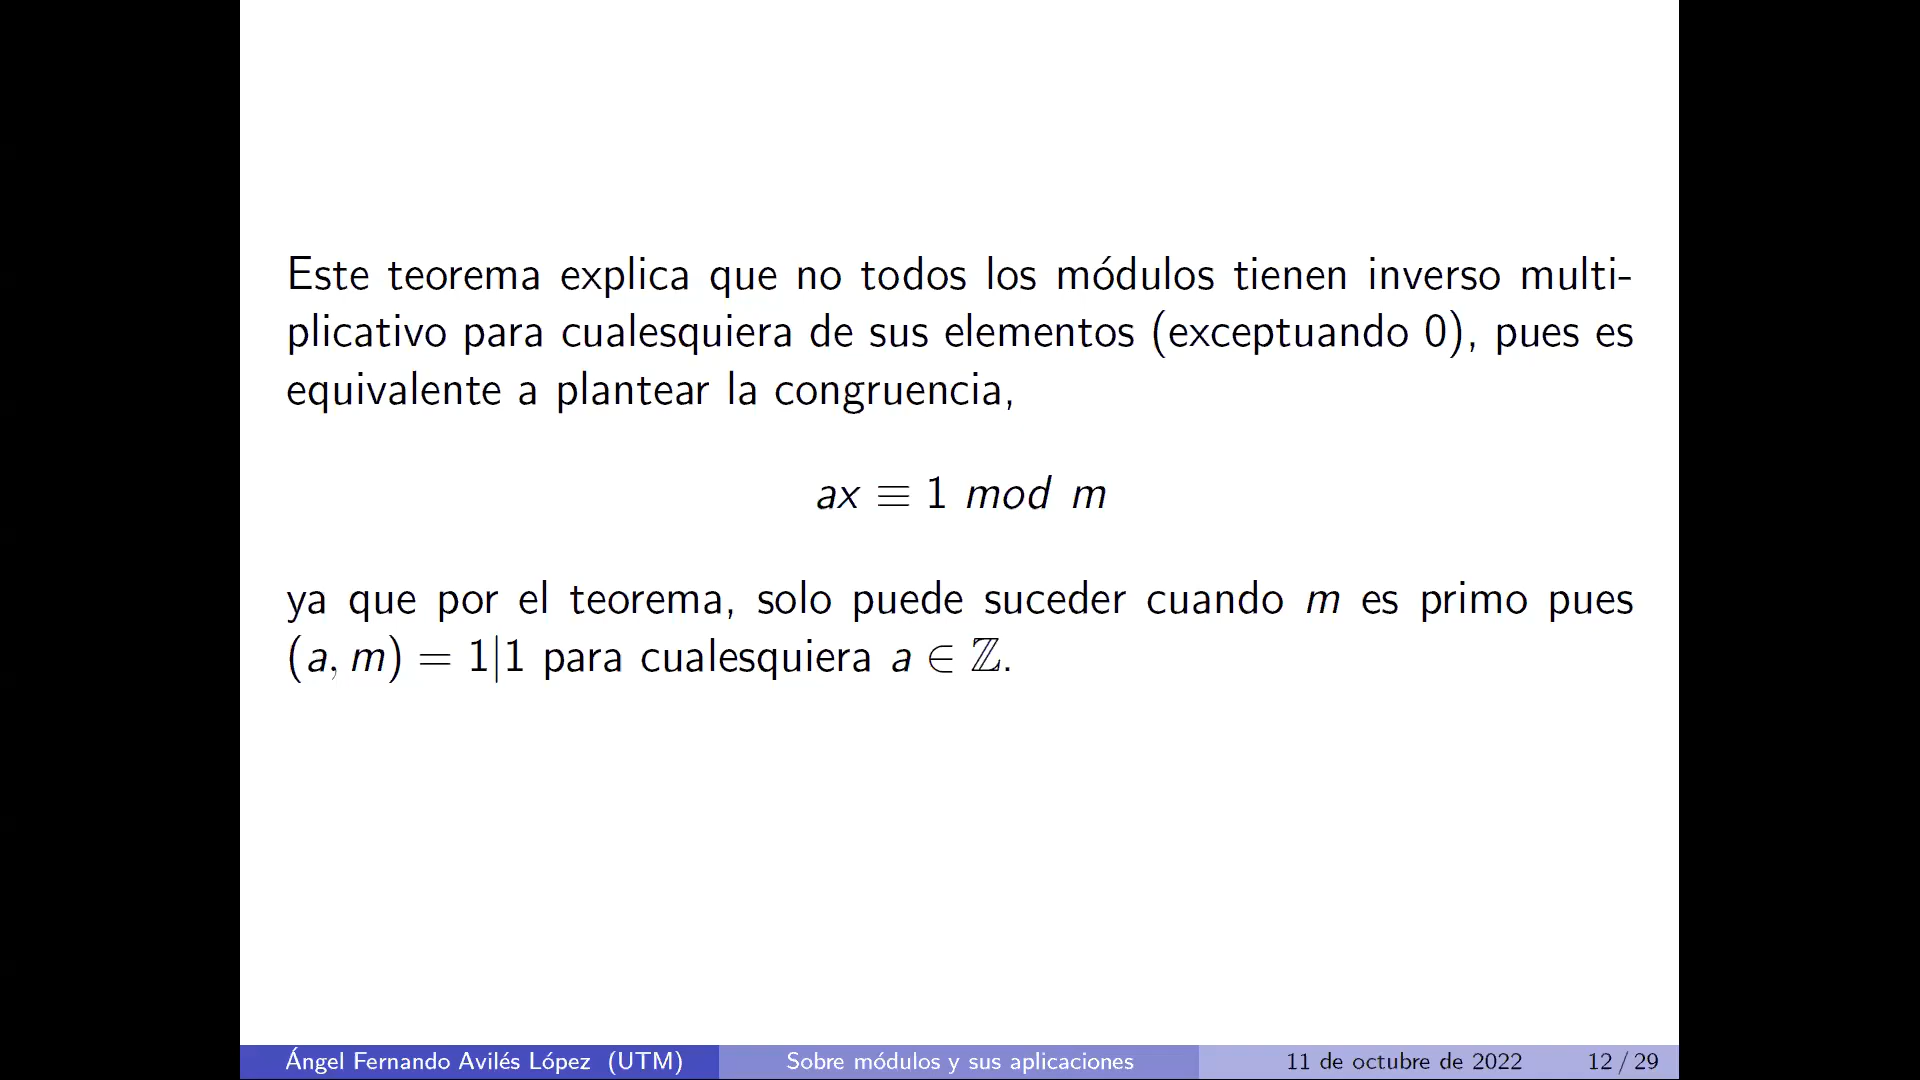 Este teorema explica que no todos los módulos tienen inverso multi-
plicativo para cualesquiera de sus elementos (exceptuando 0), pues es
equivalente a plantear la congruencia,
ax ≡ 1 mod m
ya que por el teorema, solo puede suceder cuando m es primo pues
(a, m) = 1|1 para cualesquiera a ∈ ℤ.
Ángel Fernando Avilés López (UTM) Sobre módulos y sus aplicaciones 11 de octubre de 2022 12 / 29